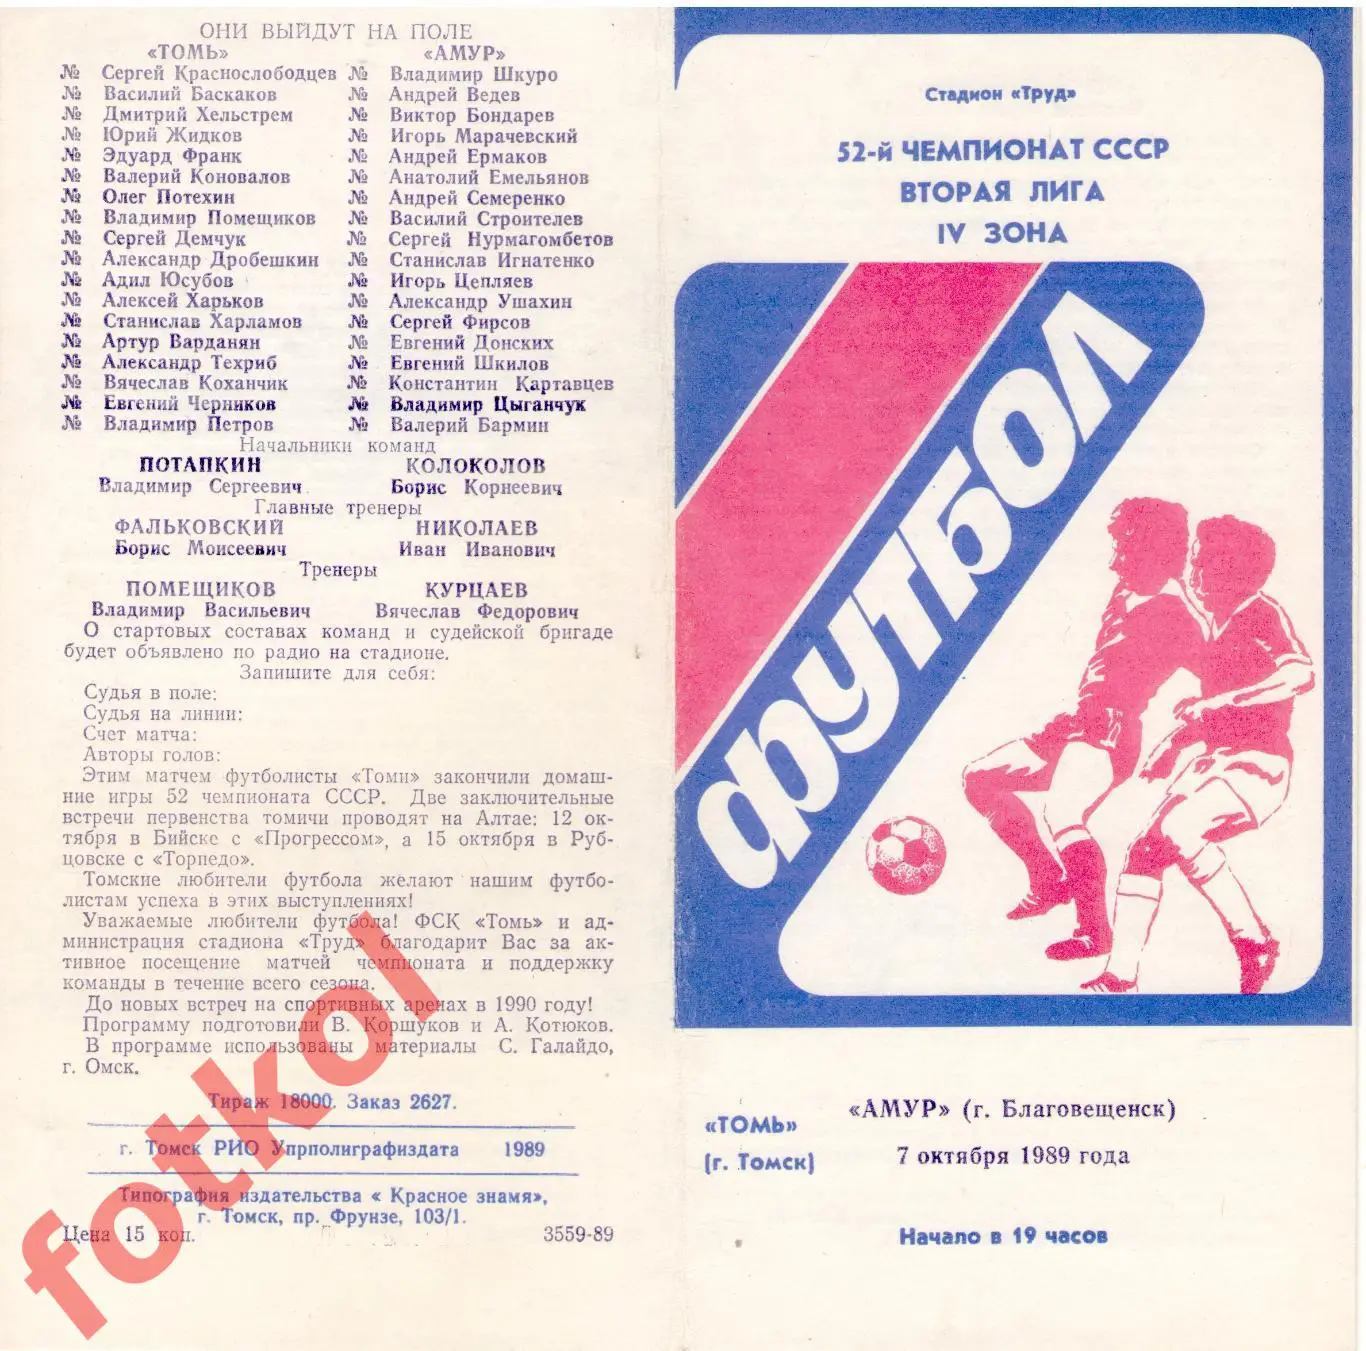 ОНИ ВЫЙДУТ НА ПОЛЕ
«ТОМЬ» «АМУР»
№ Сергей Краснослободцев № Владимир Шкуро
№ Василий Баскаков № Андрей Ведев
№ Дмитрий Хельстрем № Виктор Бондарев
№ Юрий Жидков № Игорь Марачевский
№ Эдуард Франк № Андрей Ермаков
№ Валерий Коновалов № Анатолий Емельянов
№ Олег Потехин № Андрей Семеренко
№ Владимир Помещиков № Василий Строителев
№ Сергей Демчук № Сергей Нурмагомбетов
№ Александр Дробешкин № Станислав Игнатенко
№ Адил Юсубов № Игорь Цепляев
№ Алексей Харьков № Александр Ушахин
№ Станислав Харламов № Сергей Фирсов
№ Артур Варданян № Евгений Донских
№ Александр Техриб № Евгений Шкилов
№ Вячеслав Коханчик № Константин Картавцев
№ Евгений Черников № Владимир Цыганчук
№ Владимир Петров № Валерий Бармин
Начальники команд
ПОТАПКИН КОЛОКОЛОВ
Владимир Сергеевич Борис Корнеевич
Главные тренеры
ФАЛЬКОВСКИЙ НИКОЛАЕВ
Борис Моисеевич Иван Иванович
Тренеры
ПОМЕЩИКОВ КУРЦАЕВ
Владимир Васильевич Вячеслав Федорович
О стартовых составах команд и судейской бригаде
будет объявлено по радио на стадионе.
Запишите для себя:
Судья в поле:
Судья на линии:
Счет матча:
Авторы голов:
Этим матчем футболисты «Томи» закончили домаш-
ние игры 52 чемпионата СССР. Две заключительные
встречи первенства томичи проводят на Алтае: 12 ок-
тября в Бийске с «Прогрессом», а 15 октября в Руб-
цовске с «Торпедо».
Томские любители футбола желают нашим футбо-
листам успеха в этих выступлениях!
Уважаемые любители футбола! ФСК «Томь» и ад-
министрация стадиона «Труд» благодарит Вас за ак-
тивное посещение матчей чемпионата и поддержку
команды в течение всего сезона.
До новых встреч на спортивных аренах в 1990 году!
Программу подготовили В. Коршуков и А. Котюков.
В программе использованы материалы С. Галайдо,
г. Омск.
Тираж 18000. Заказ 2627.
г. Томск РИО Упрполиграфиздата 1989
Типография издательства « Красное знамя»,
г. Томск, пр. Фрунзе, 103/1.
Цена 15 коп. 3559-89
fotkol
Стадион «Труд»
52-й ЧЕМПИОНАТ СССР
ВТОРАЯ ЛИГА
IV ЗОНА
ФУТБОЛ
«ТОМЬ»
(г. Томск)
«АМУР» (г. Благовещенск)
7 октября 1989 года
Начало в 19 часов